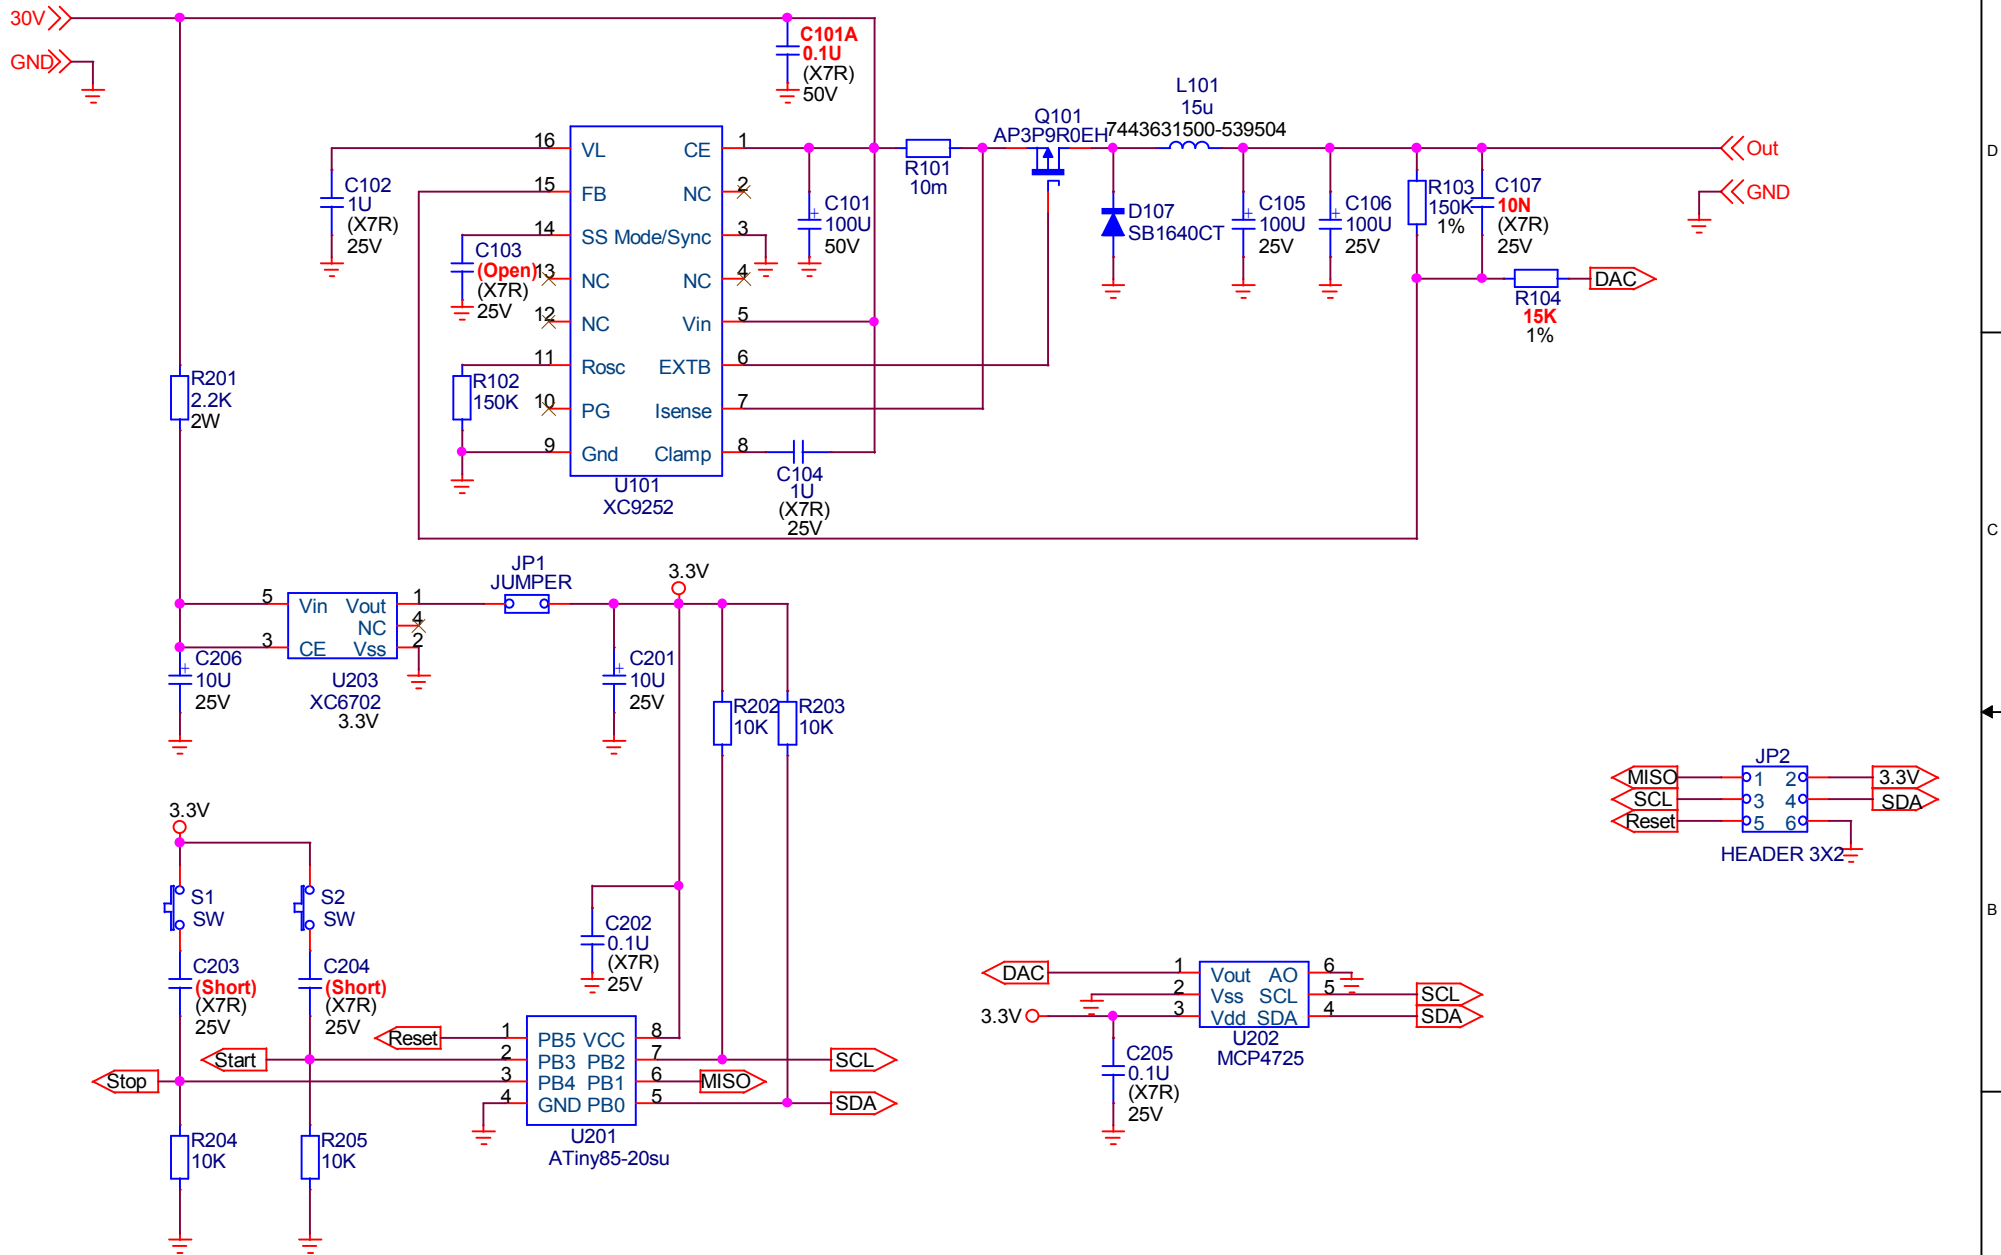 30V
GND
C101A
0.1U
(X7R)
50V
L101
15u
7443631500-539504
Q101
AP3P9R0EH
Out
GND
D
16 VL CE 1
15 FB NC 2
14 SS Mode/Sync 3
13 NC NC 4
12 NC Vin 5
11 Rosc EXTB 6
10 PG Isense 7
9 Gnd Clamp 8
U101
XC9252
C102
1U
(X7R)
25V
C103
(Open)
(X7R)
25V
R102
150K
C101
100U
50V
R101
10m
D107
SB1640CT
C105
100U
25V
C106
100U
25V
R103
150K
1%
C107
10N
(X7R)
25V
R104
15K
1%
DAC
C104
1U
(X7R)
25V
R201
2.2K
2W
C
5 Vin Vout 1
NC 4
3 CE Vss 2
U203
XC6702
3.3V
C206
10U
25V
JP1
JUMPER
3.3V
C201
10U
25V
R202
10K
R203
10K
JP2
MISO 1 2 3.3V
SCL 3 4 SDA
Reset 5 6
HEADER 3X2
B
3.3V
S1
SW
S2
SW
C203
(Short)
(X7R)
25V
C204
(Short)
(X7R)
25V
C202
0.1U
(X7R)
25V
Reset 1 PB5 VCC 8
Start 2 PB3 PB2 7 SCL
Stop 3 PB4 PB1 6 MISO
4 GND PB0 5 SDA
U201
ATiny85-20su
R204
10K
R205
10K
DAC 1 Vout AO 6
2 Vss SCL 5 SCL
3.3V 3 Vdd SDA 4 SDA
U202
MCP4725
C205
0.1U
(X7R)
25V